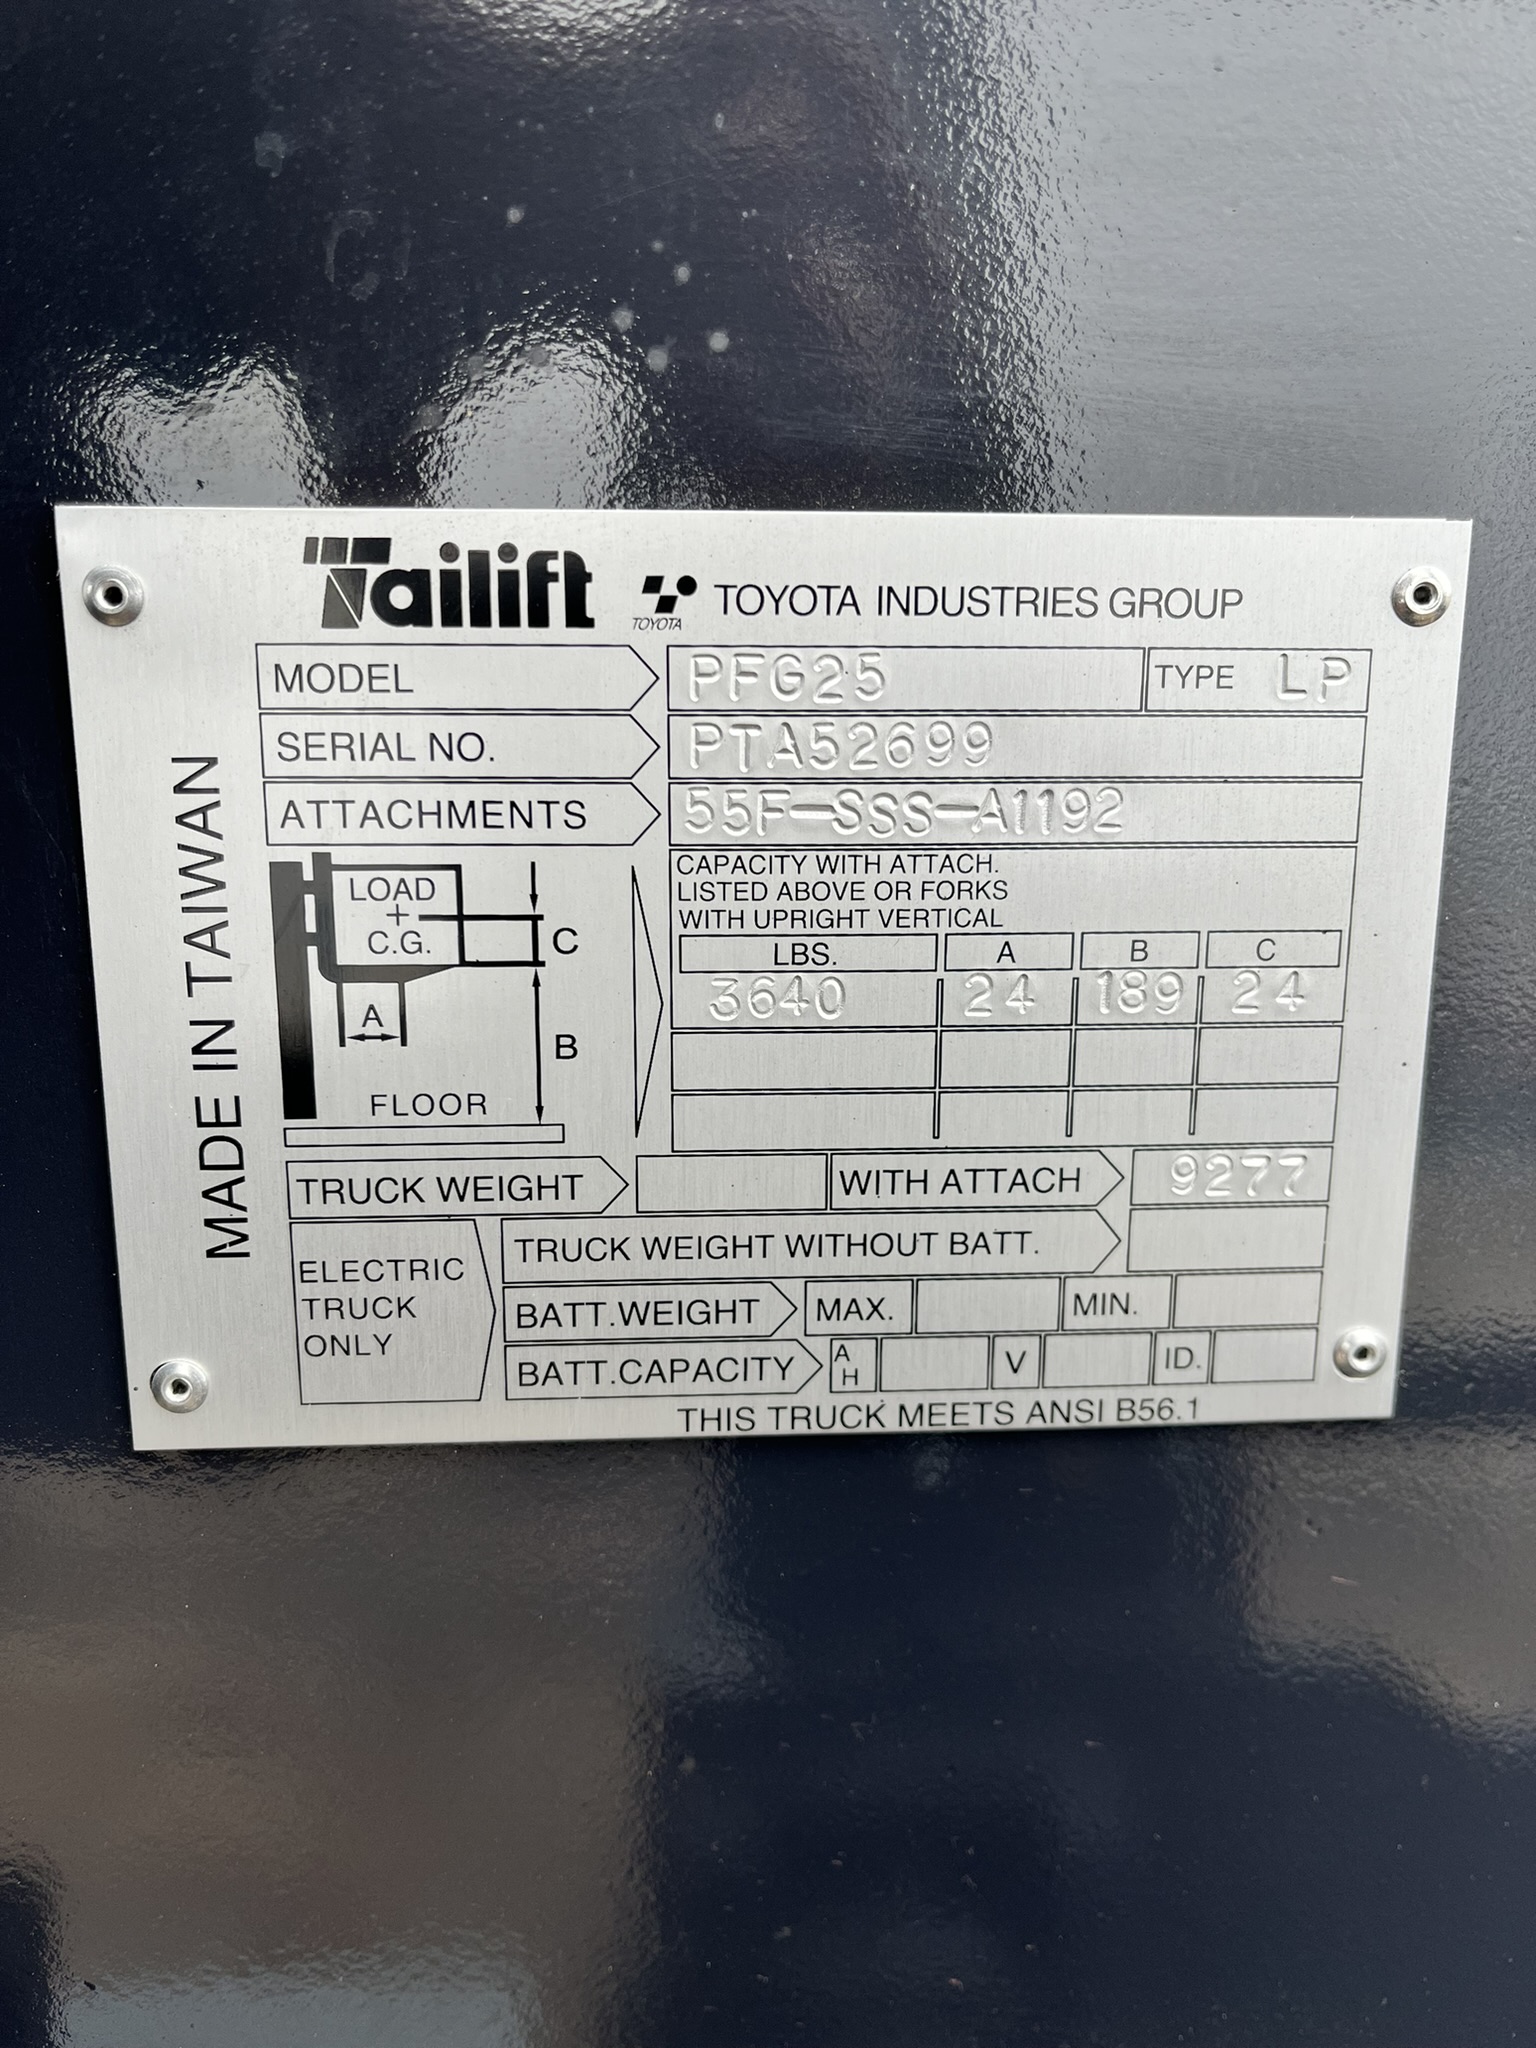 Tailift TOYOTA TOYOTA INDUSTRIES GROUP
MODEL PFG25 TYPE LP
SERIAL NO. PTA52699
ATTACHMENTS 55F-SSS-A1192
MADE IN TAIWAN
LOAD
+
C.G.
C
A
B
FLOOR
CAPACITY WITH ATTACH.
LISTED ABOVE OR FORKS
WITH UPRIGHT VERTICAL
LBS. A B C
3640 24 189 24
TRUCK WEIGHT WITH ATTACH 9277
ELECTRIC
TRUCK
ONLY
TRUCK WEIGHT WITHOUT BATT.
BATT.WEIGHT MAX. MIN.
BATT.CAPACITY AH V ID.
THIS TRUCK MEETS ANSI B56.1